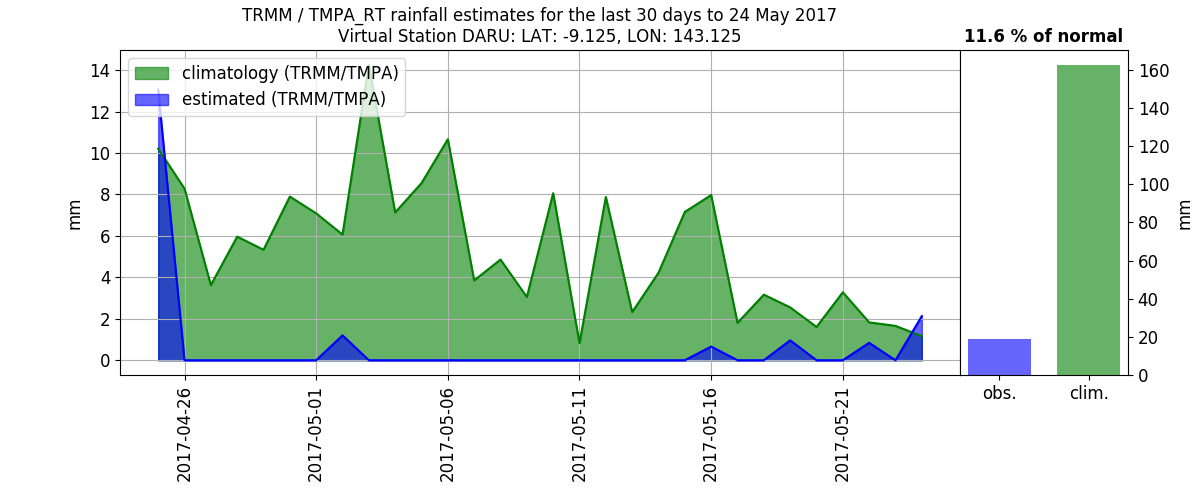 TRMM / TMPA_RT rainfall estimates for the last 30 days to 24 May 2017
Virtual Station DARU: LAT: -9.125, LON: 143.125
11.6 % of normal
climatology (TRMM/TMPA)
estimated (TRMM/TMPA)
mm
14
12
10
8
6
4
2
0
2017-04-26
2017-05-01
2017-05-06
2017-05-11
2017-05-16
2017-05-21
160
140
120
100
80
60
40
20
0
mm
obs.
clim.